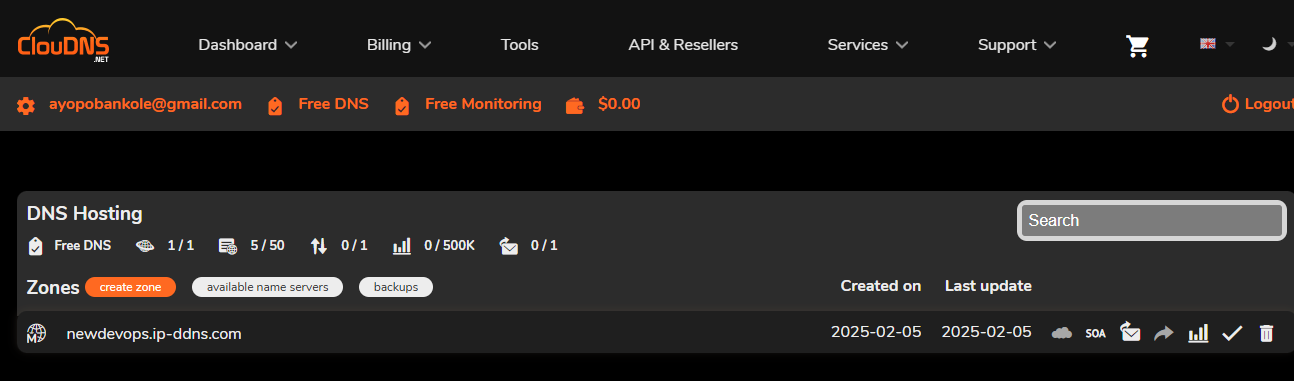 ClouDNS
.NET
Dashboard Billing Tools API & Resellers Services Support
ayopobankole@gmail.com Free DNS Free Monitoring $0.00 Logout
DNS Hosting
Search
Free DNS 1 / 1 5 / 50 0 / 1 0 / 500K 0 / 1
Zones create zone available name servers backups Created on Last update
M newdevops.ip-ddns.com 2025-02-05 2025-02-05 SOA